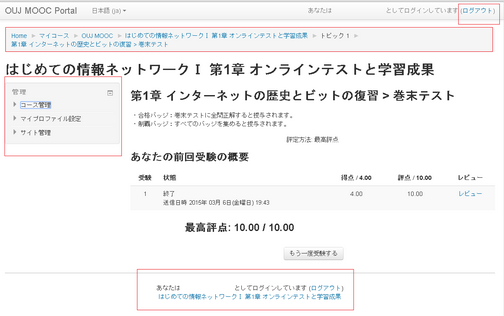 OUJ MOOC Portal 日本語 (ja) あなたは としてログインしています (ログアウト)
Home ► マイコース ► OUJ MOOC ► はじめての情報ネットワークⅠ 第1章 オンラインテストと学習成果 ► トピック 1 ►
第1章 インターネットの歴史とビットの復習 > 巻末テスト
はじめての情報ネットワークⅠ 第1章 オンラインテストと学習成果
管理
コース管理
マイプロファイル設定
サイト管理
第1章 インターネットの歴史とビットの復習 > 巻末テスト
・合格バッジ：巻末テストに全問正解すると授与されます。
・制覇バッジ：すべてのバッジを集めると授与されます。
評定方法: 最高評点
あなたの前回受験の概要
受験 状態 得点 / 4.00 評点 / 10.00 レビュー
1 終了 4.00 10.00 レビュー
送信日時 2015年 03月 6日(金曜日) 19:43
最高評点: 10.00 / 10.00
もう一度受験する
あなたは としてログインしています (ログアウト)
はじめての情報ネットワークⅠ 第1章 オンラインテストと学習成果